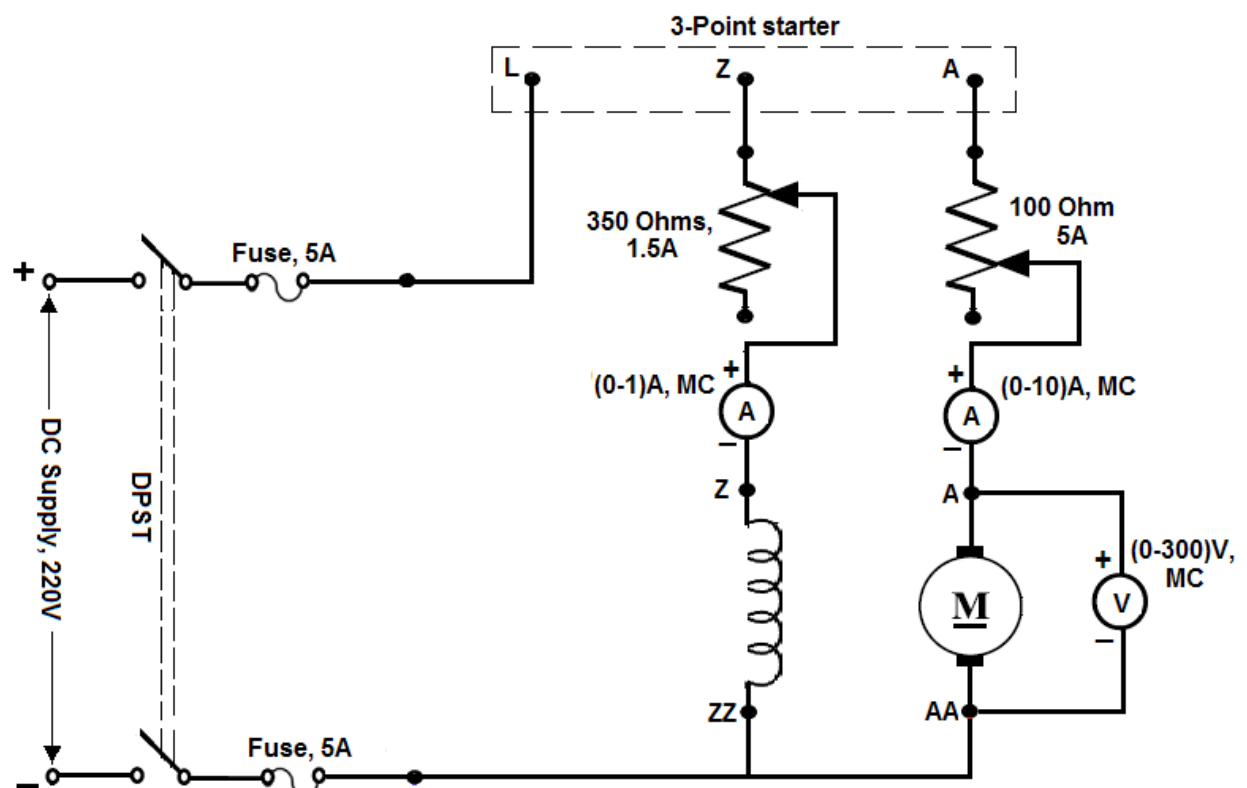 3-Point starter
L
Z
A
350 Ohms,
1.5A
100 Ohm
5A
Fuse, 5A
+
DC Supply, 220V
DPST
(0-1)A, MC
+
A
–
(0-10)A, MC
+
A
–
Z
A
M
(0-300)V,
MC
+
V
–
ZZ
AA
Fuse, 5A
–